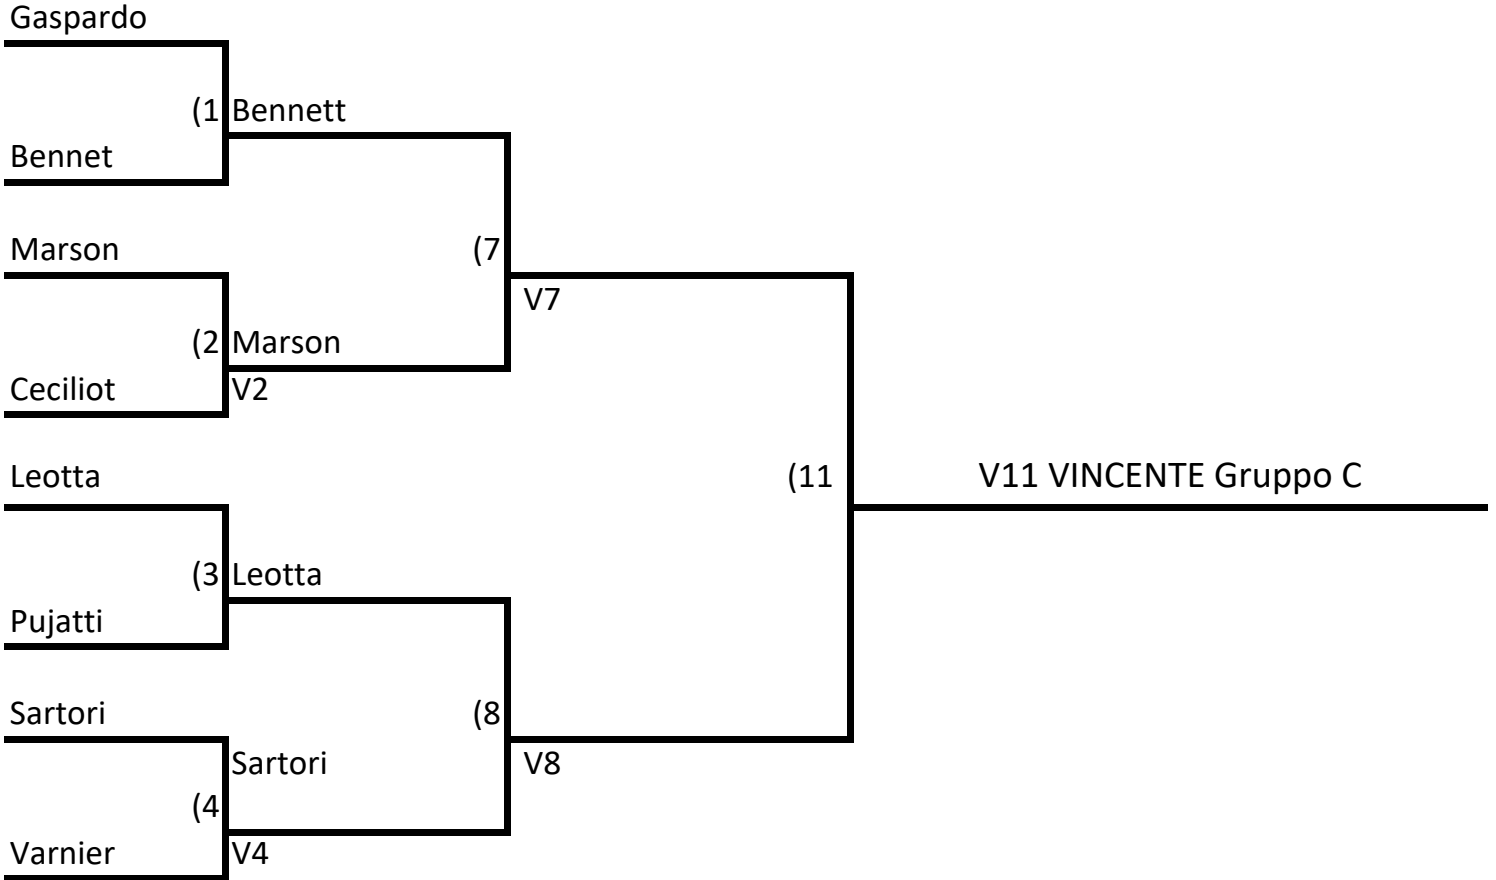 Gaspardo
(1 Bennett
Bennet
Marson
(7
V7
(2 Marson
Ceciliot
V2
Leotta
(11
V11 VINCENTE Gruppo C
(3 Leotta
Pujatti
Sartori
(8
Sartori
V8
(4
Varnier
V4